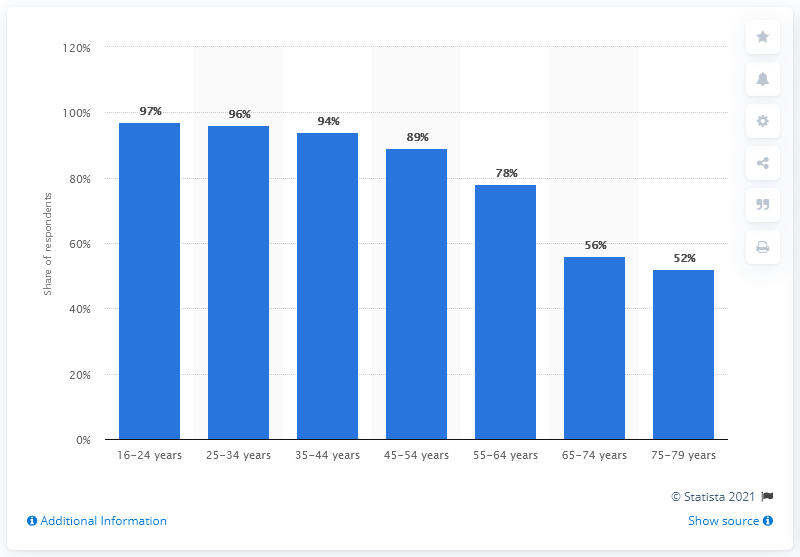 120%
100%
80%
60%
40%
20%
0%
Share of respondents
97%
96%
94%
89%
78%
56%
52%
16-24 years
25-34 years
35-44 years
45-54 years
55-64 years
65-74 years
75-79 years
© Statista 2021
Additional Information
Show source